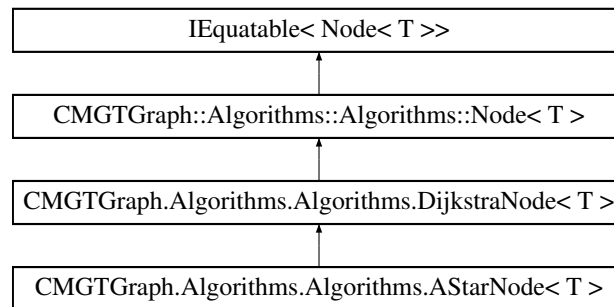 IEquatable< Node< T >>
CMGTGraph::Algorithms::Algorithms::Node< T >
CMGTGraph.Algorithms.Algorithms.DijkstraNode< T >
CMGTGraph.Algorithms.Algorithms.AStarNode< T >